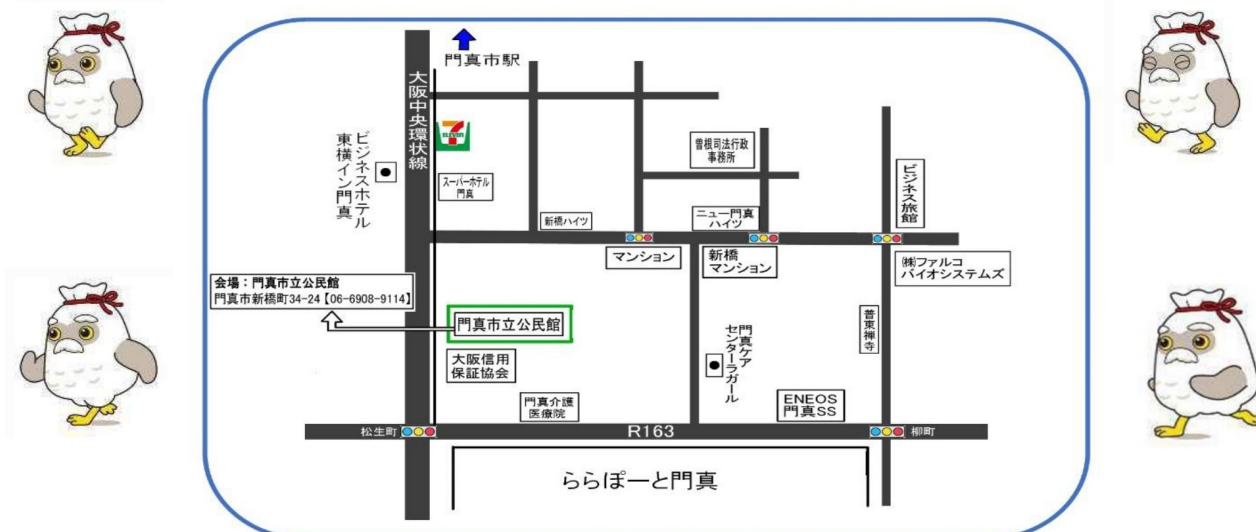 門真市駅
大阪中央環状線
7
ELEVEn
曽根司法行政
事務所
ビジネスホテル
東横イン門真
スーパーホテル
門真
ビジネス旅館
新橋ハイツ
ニュー門真
ハイツ
マンション
新橋
マンション
㈱ファルコ
バイオシステムズ
会場:門真市立公民館
門真市新橋町34-24【06-6908-9114】
門真市立公民館
普東禅寺
大阪信用
保証協会
門真ケア
センターラガール
門真介護
医療院
ENEOS
門真SS
松生町
R163
柳町
ららぽーと門真